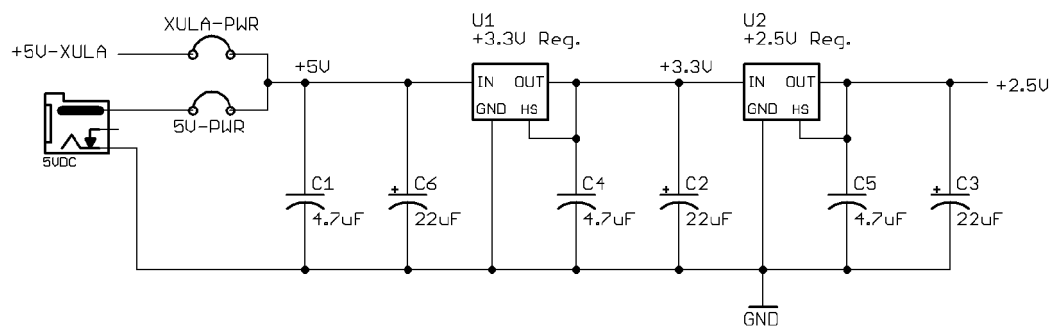 XULA-PWR
+5V-XULA
5V-PWR
5VDC
+5V
U1
+3.3V Reg.
IN OUT
GND HS
+3.3V
U2
+2.5V Reg.
IN OUT
GND HS
+2.5V
C1
4.7uF
C6
22uF
C4
4.7uF
C2
22uF
C5
4.7uF
C3
22uF
GND